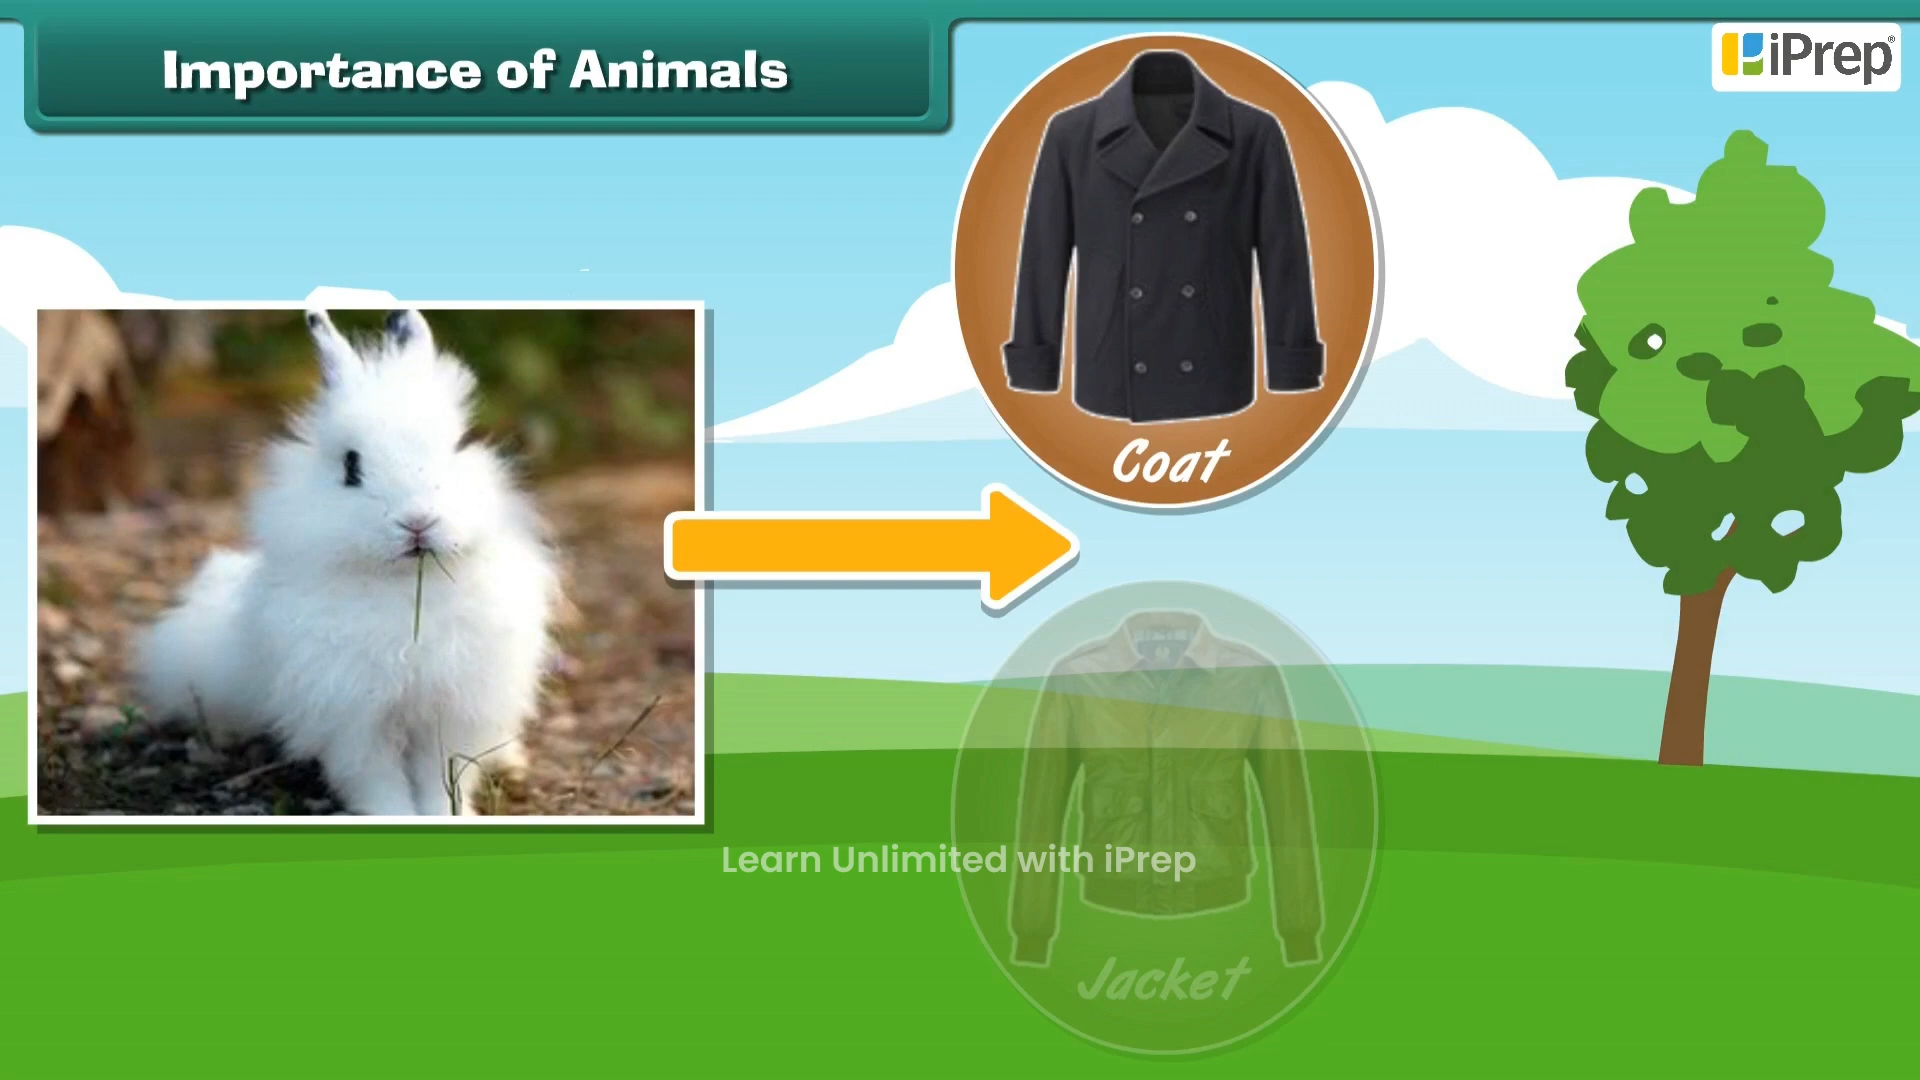 Importance of Animals
iPrep®
Coat
Learn Unlimited with iPrep
Jacket